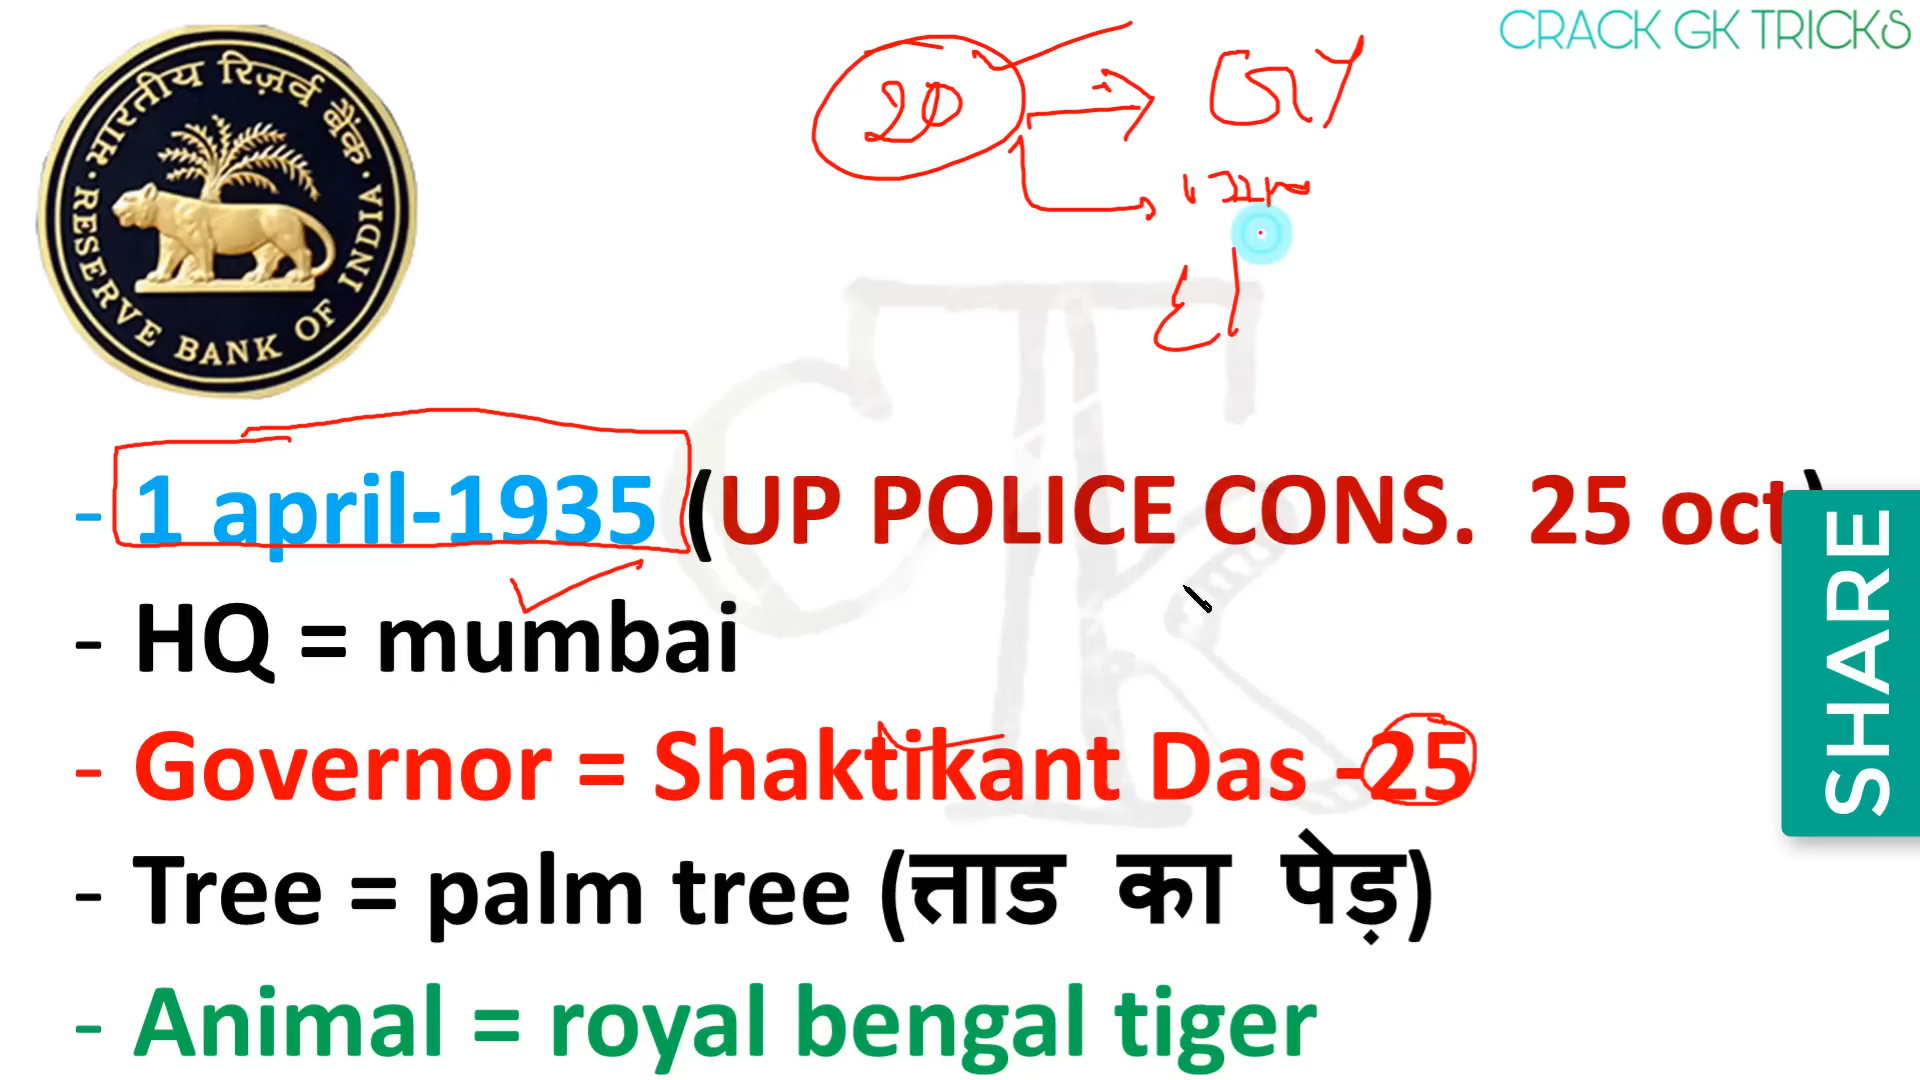 CRACK GK TRICKS
भारतीय रिज़र्व बैंक
RESERVE BANK OF INDIA
20
- 1 april-1935 (UP POLICE CONS. 25 oct)
- HQ = mumbai
- Governor = Shaktikant Das -25
- Tree = palm tree (ताड का पेड़)
- Animal = royal bengal tiger
SHARE